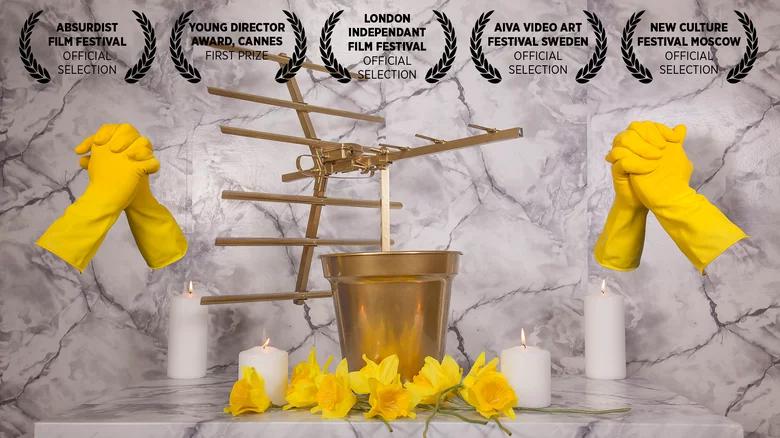 ABSURDIST
FILM FESTIVAL
OFFICIAL
SELECTION
YOUNG DIRECTOR
AWARD, CANNES
FIRST PRIZE
LONDON
INDEPENDANT
FILM FESTIVAL
OFFICIAL
SELECTION
AIVA VIDEO ART
FESTIVAL SWEDEN
OFFICIAL
SELECTION
NEW CULTURE
FESTIVAL MOSCOW
OFFICIAL
SELECTION